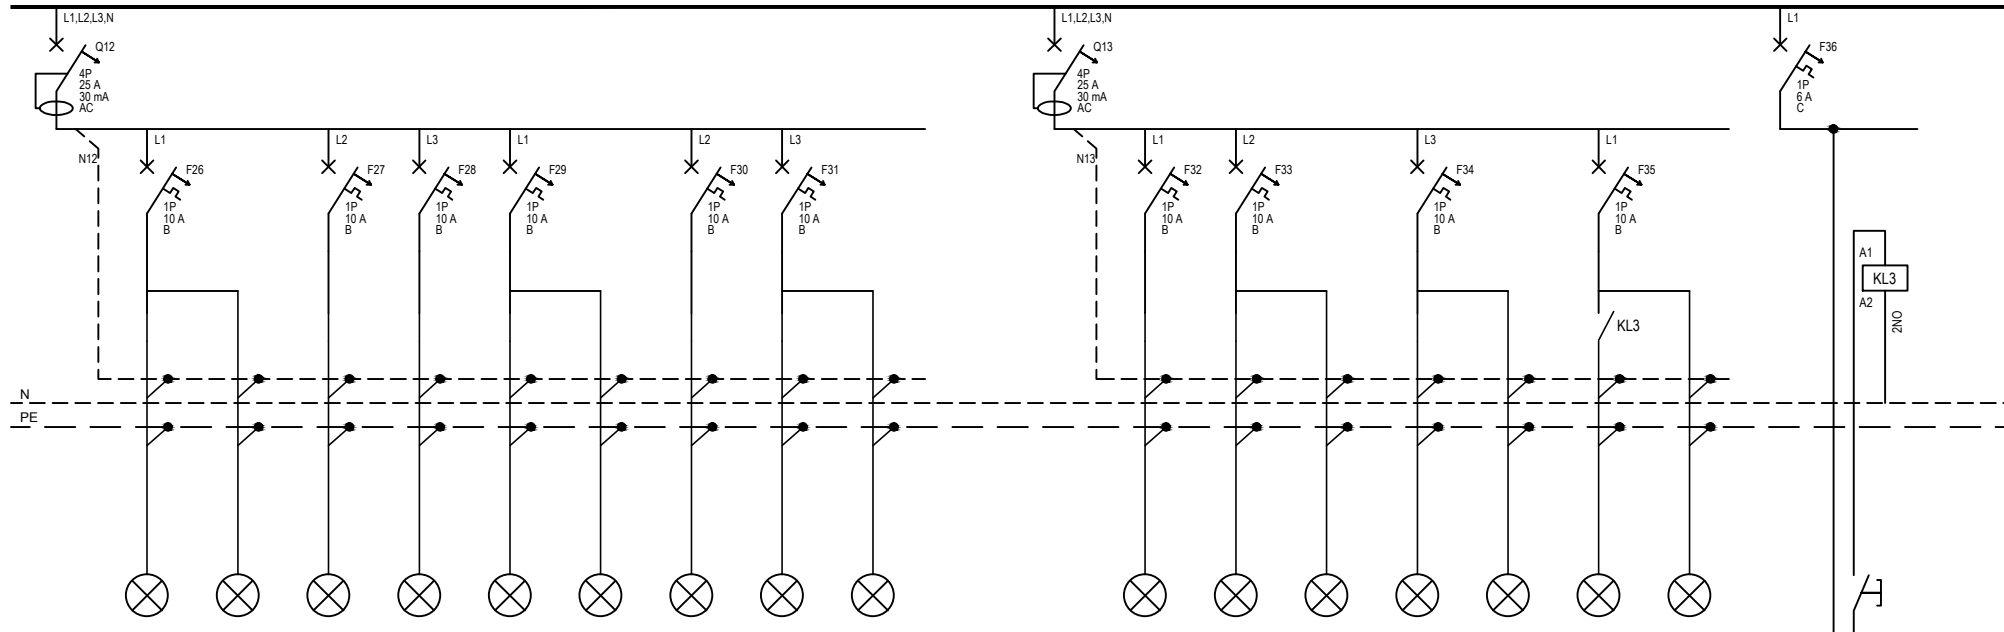 L1,L2,L3,N
Q12
4P
25 A
30 mA
AC
N12
L1
F26
1P
10 A
B
L2
F27
1P
10 A
B
L3
F28
1P
10 A
B
L1
F29
1P
10 A
B
L2
F30
1P
10 A
B
L3
F31
1P
10 A
B
L1,L2,L3,N
Q13
4P
25 A
30 mA
AC
N13
L1
F32
1P
10 A
B
L2
F33
1P
10 A
B
L3
F34
1P
10 A
B
L1
F35
1P
10 A
B
KL3
L1
F36
1P
6 A
C
A1
KL3
A2
2NO
N
PE